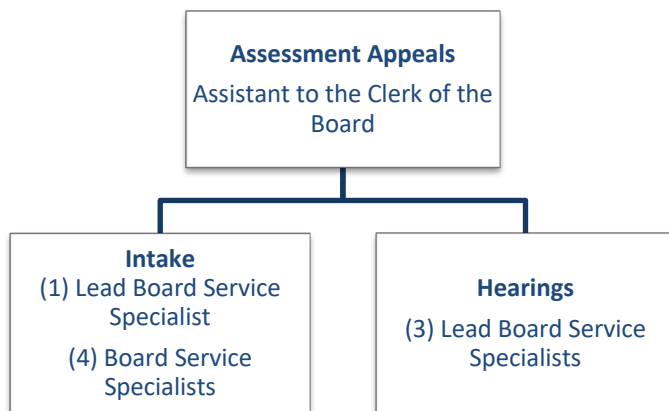 Assessment Appeals
Assistant to the Clerk of the
Board
Intake
(1) Lead Board Service
Specialist
(4) Board Service
Specialists
Hearings
(3) Lead Board Service
Specialists